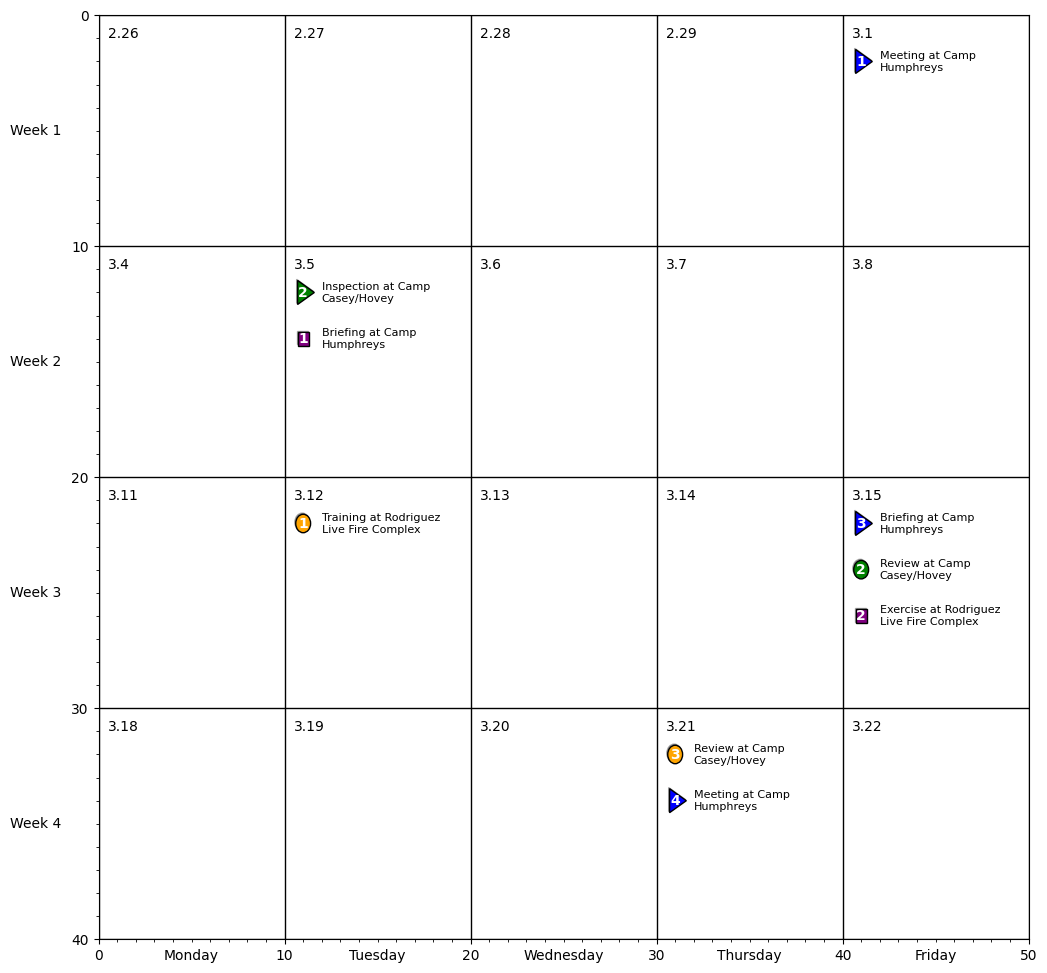 0
2.26
2.27
2.28
2.29
3.1
1
Meeting at Camp
Humphreys
Week 1
10
3.4
3.5
3.6
3.7
3.8
2
Inspection at Camp
Casey/Hovey
1
Briefing at Camp
Humphreys
Week 2
20
3.11
3.12
3.13
3.14
3.15
1
Training at Rodriguez
Live Fire Complex
3
Briefing at Camp
Humphreys
2
Review at Camp
Casey/Hovey
2
Exercise at Rodriguez
Live Fire Complex
Week 3
30
3.18
3.19
3.20
3.21
3.22
3
Review at Camp
Casey/Hovey
4
Meeting at Camp
Humphreys
Week 4
40
0 Monday 10 Tuesday 20 Wednesday 30 Thursday 40 Friday 50